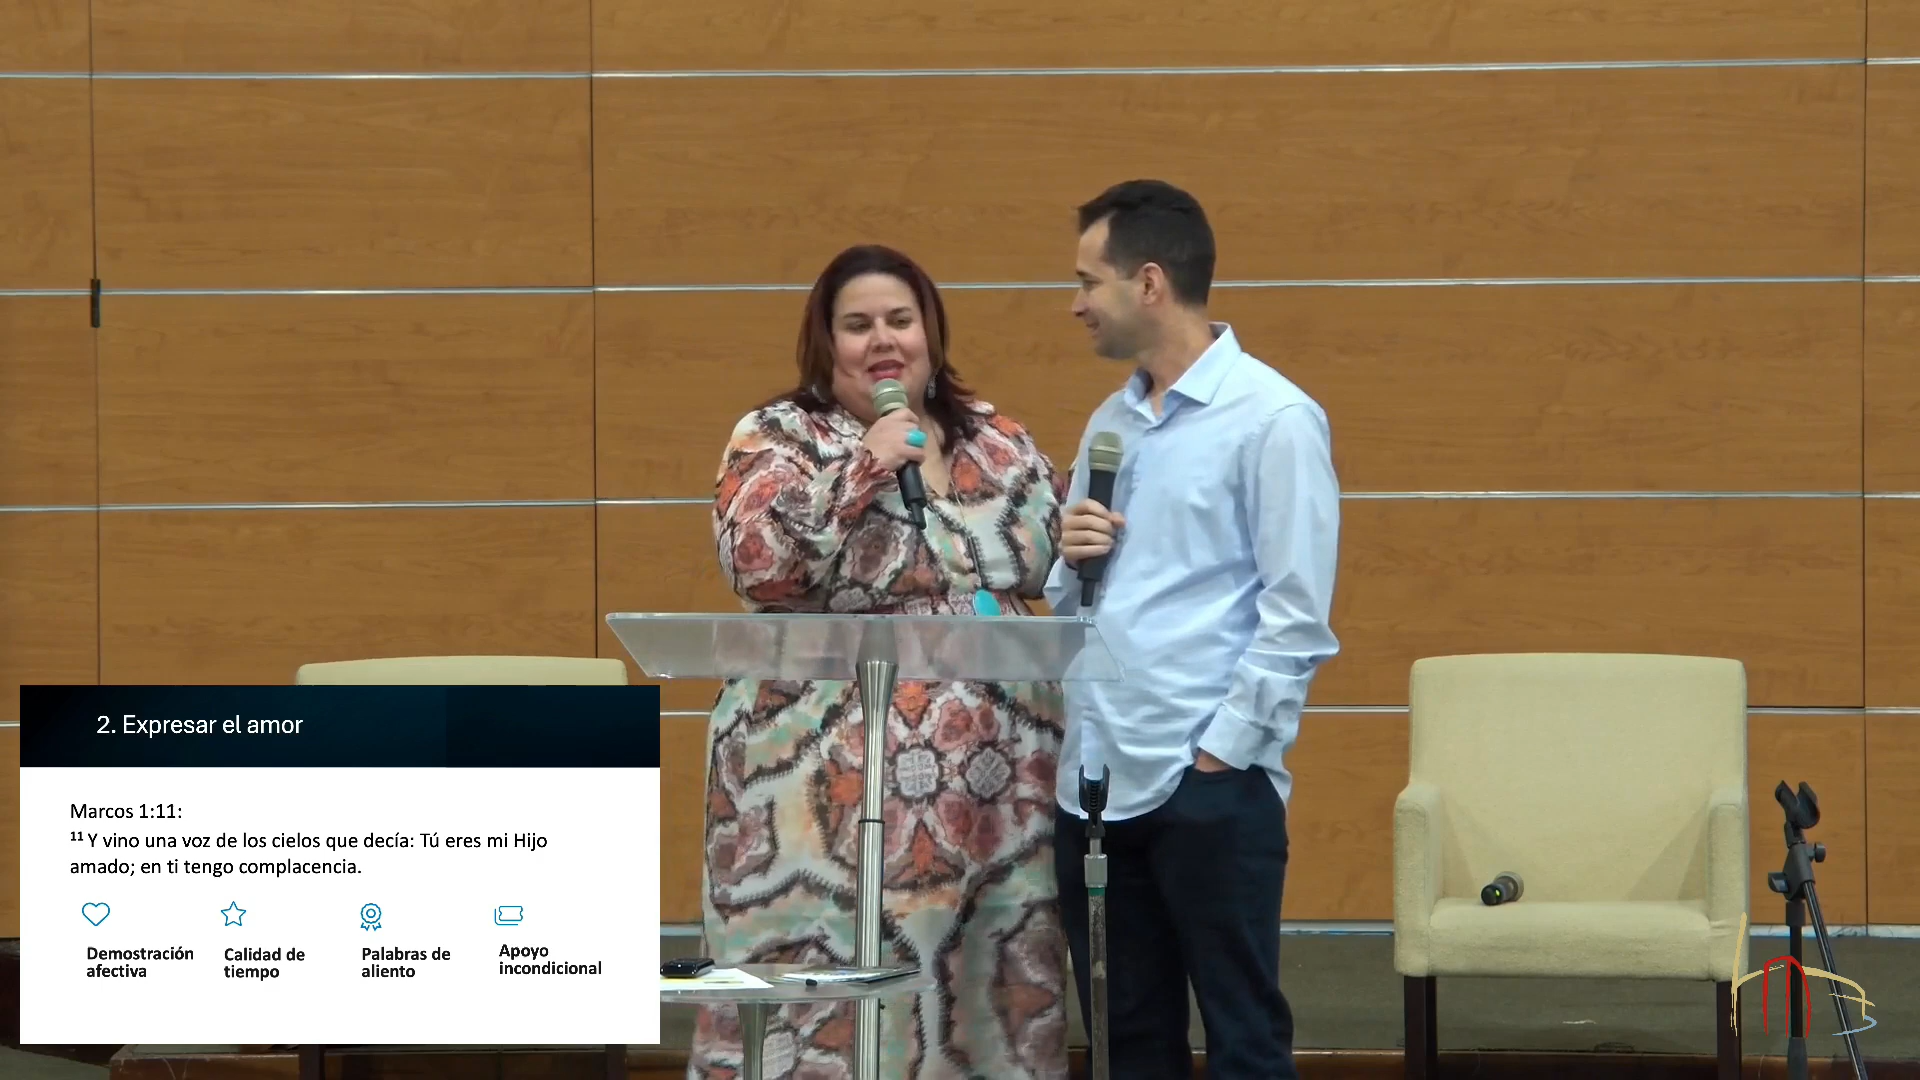 2. Expresar el amor
Marcos 1:11:
11 Y vino una voz de los cielos que decía: Tú eres mi Hijo
amado; en ti tengo complacencia.
Demostración
afectiva
Calidad de
tiempo
Palabras de
aliento
Apoyo
incondicional